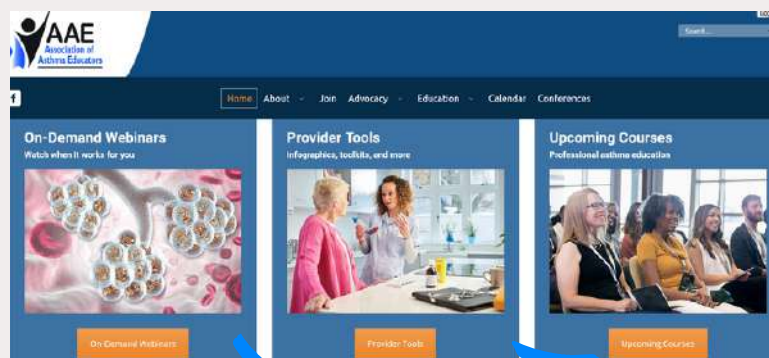 AAE
Association of
Asthma Educators
Search...
f
Home About Join Advocacy Education Calendar Conferences
On-Demand Webinars
Watch when it works for you
Provider Tools
Infographics, toolkits, and more
Upcoming Courses
Professional asthma education
On-Demand Webinars
Provider Tools
Upcoming Courses